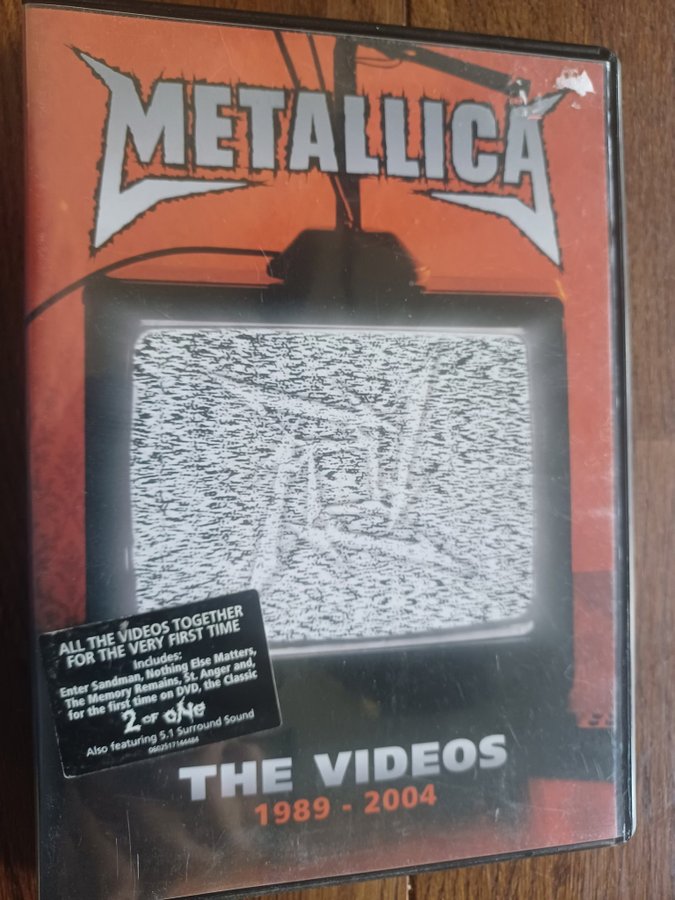 METALLICA
ALL THE VIDEOS TOGETHER
FOR THE VERY FIRST TIME
Includes:
Enter Sandman, Nothing Else Matters,
The Memory Remains, St. Anger and,
for the first time on DVD, the Classic
2 OF ONE
Also featuring 5.1 Surround Sound
0602517166484
THE VIDEOS
1989 - 2004